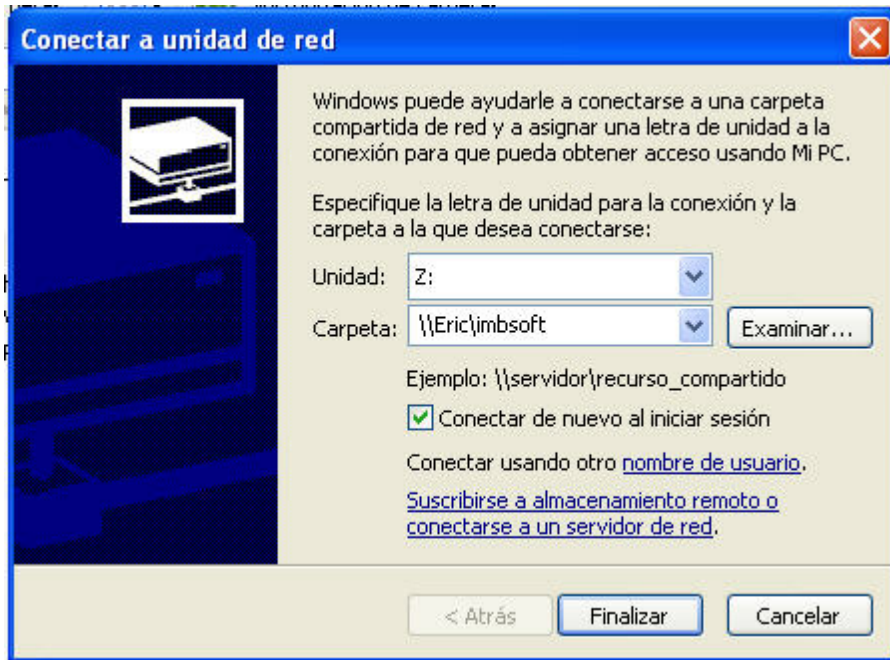 Conectar a unidad de red
Windows puede ayudarle a conectarse a una carpeta
compartida de red y a asignar una letra de unidad a la
conexión para que pueda obtener acceso usando Mi PC.
Especifique la letra de unidad para la conexión y la
carpeta a la que desea conectarse:
Unidad: Z:
Carpeta: \\Eric\imbsoft Examinar...
Ejemplo: \\servidor\recurso_compartido
Conectar de nuevo al iniciar sesión
Conectar usando otro nombre de usuario.
Suscribirse a almacenamiento remoto o
conectarse a un servidor de red.
< Atrás Finalizar Cancelar